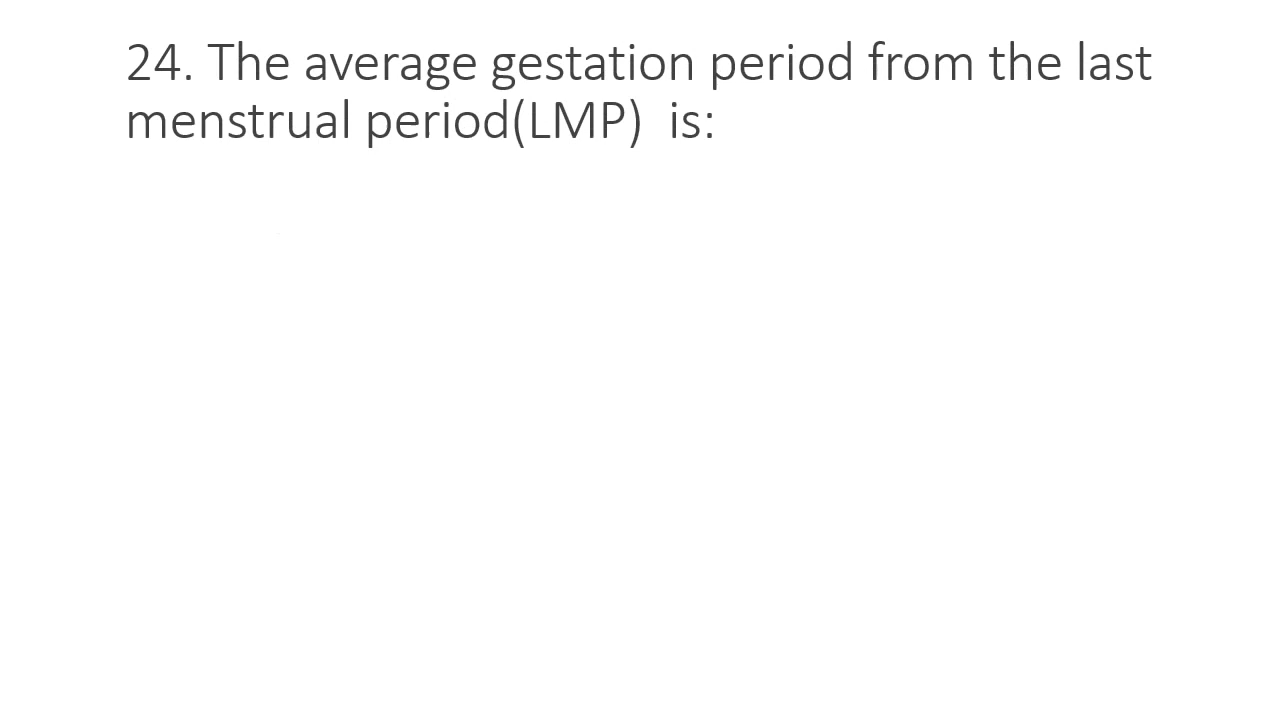 24. The average gestation period from the last
menstrual period(LMP)  is: